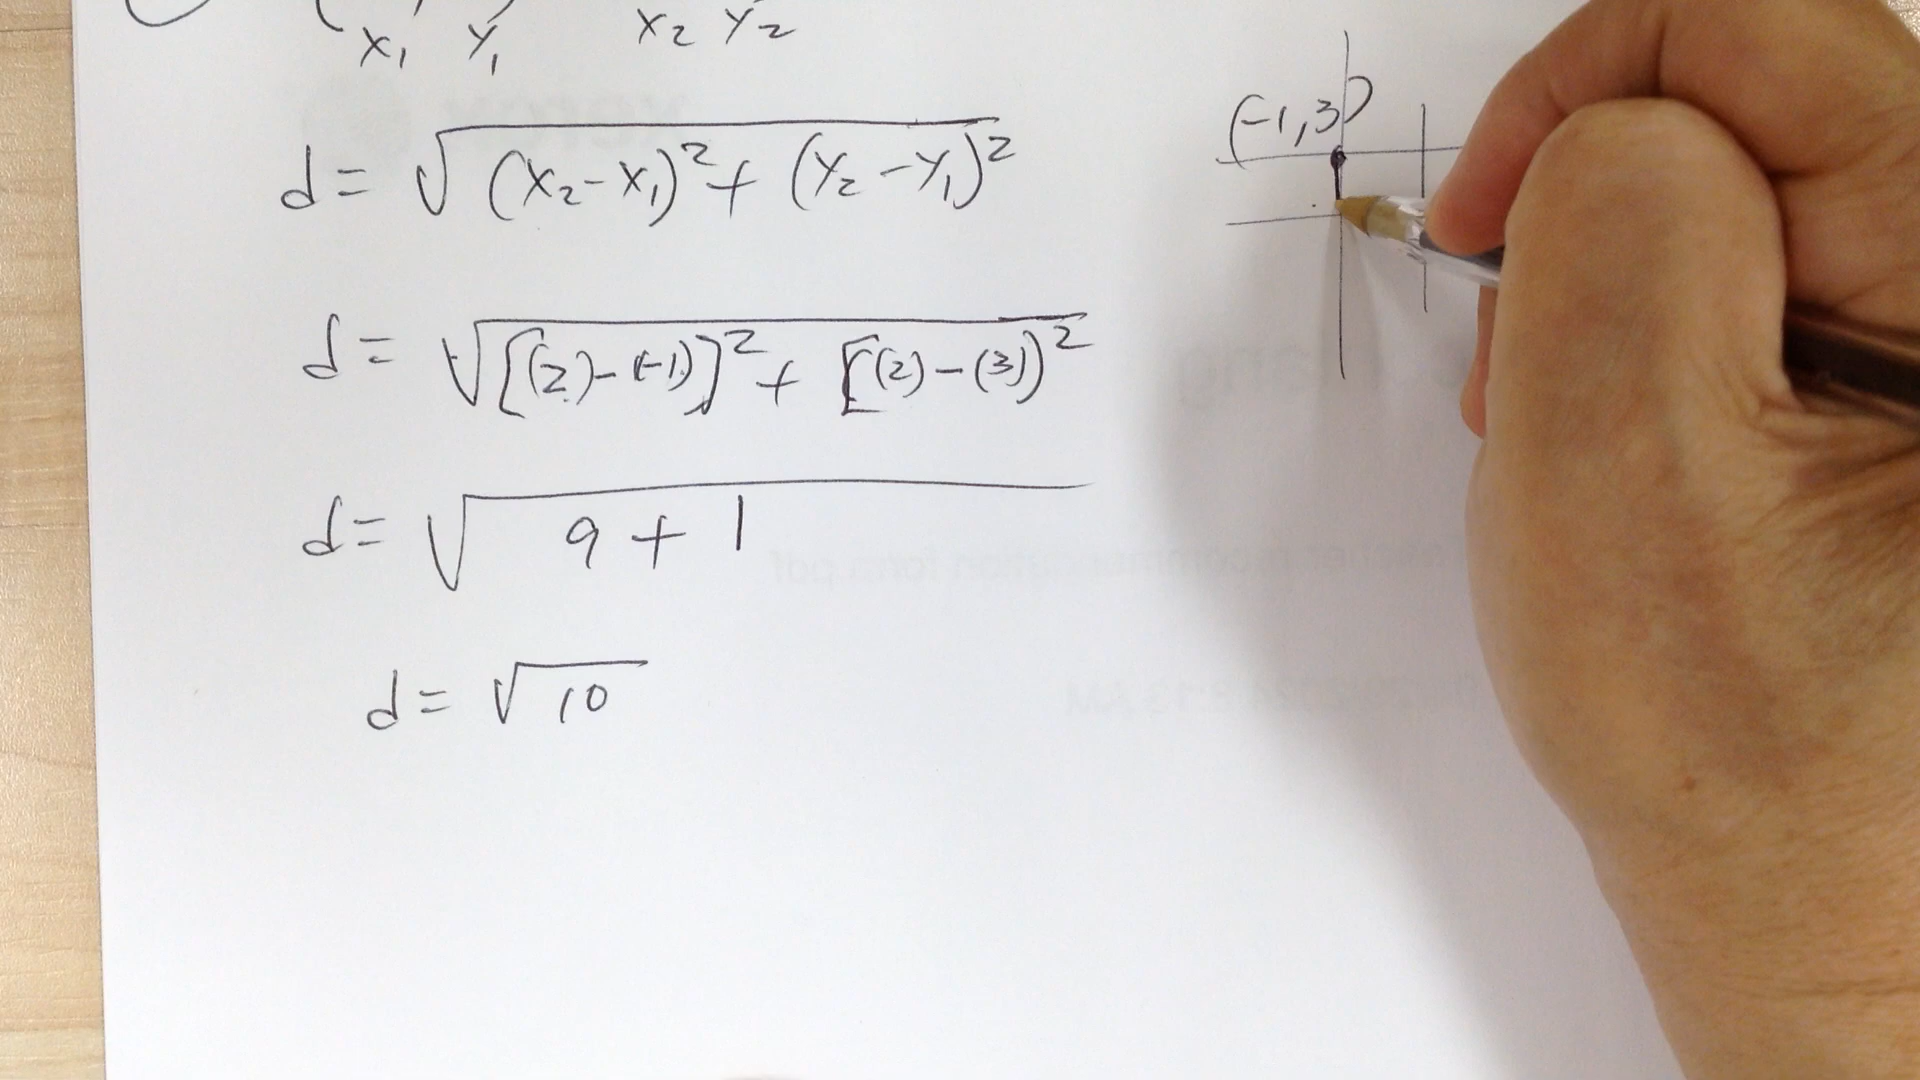 x₁ y₁ x₂ y₂
(-1,3)
d = √(x₂-x₁)²+ (y₂-y₁)²
d = √[(2)-(-1)]²+ [(2)-(3))²
d = √9+1
d = √10